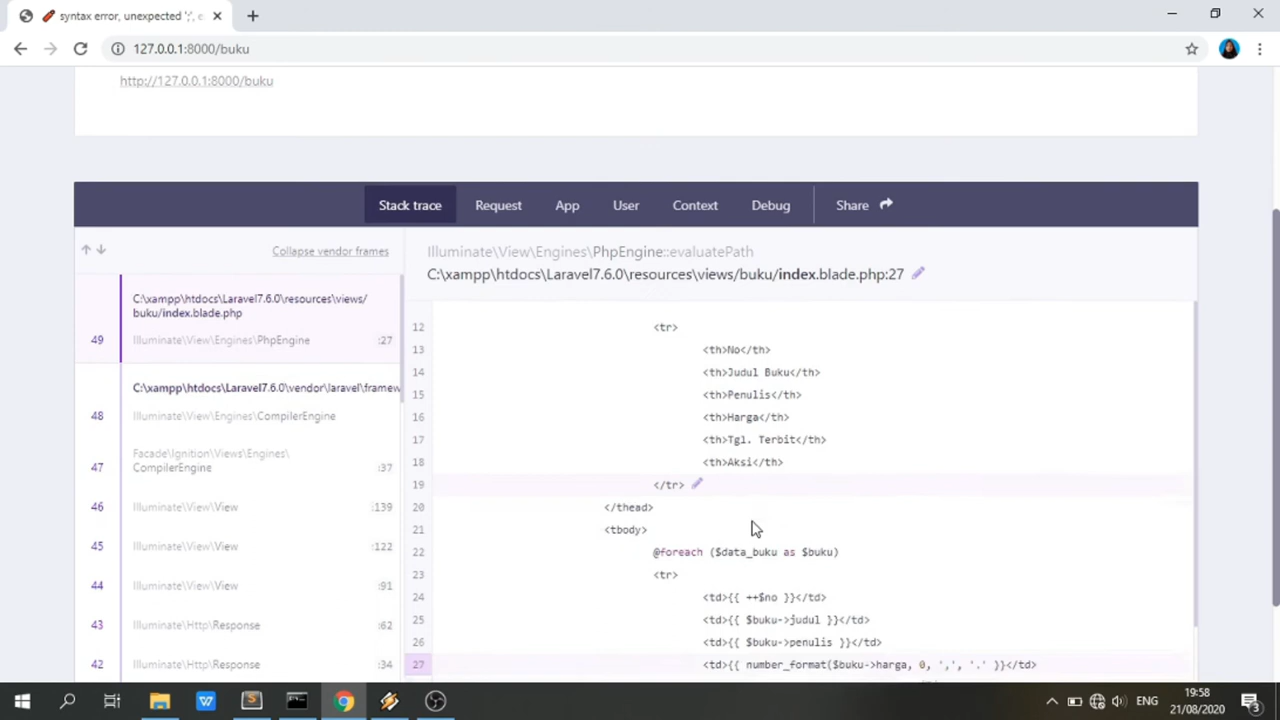 syntax error, unexpected ';', e
127.0.0.1:8000/buku
http://127.0.0.1:8000/buku
Stack trace
Request
App
User
Context
Debug
Share
Collapse vendor frames
C:\xampp\htdocs\Laravel7.6.0\resources\views/
buku/index.blade.php
49
Illuminate\View\Engines\PhpEngine
:27
C:\xampp\htdocs\Laravel7.6.0\vendor\laravel\framew
48
Illuminate\View\Engines\CompilerEngine
Facade\Ignition\Views\Engines\
47
CompilerEngine
:37
46
Illuminate\View\View
:139
45
Illuminate\View\View
:122
44
Illuminate\View\View
:91
43
Illuminate\Http\Response
:62
42
Illuminate\Http\Response
:34
Illuminate\View\Engines\PhpEngine::evaluatePath
C:\xampp\htdocs\Laravel7.6.0\resources\views/buku/index.blade.php:27
12 <tr>
13 <th>No</th>
14 <th>Judul Buku</th>
15 <th>Penulis</th>
16 <th>Harga</th>
17 <th>Tgl. Terbit</th>
18 <th>Aksi</th>
19 </tr>
20 </thead>
21 <tbody>
22 @foreach ($data_buku as $buku)
23 <tr>
24 <td>{{ ++$no }}</td>
25 <td>{{ $buku->judul }}</td>
26 <td>{{ $buku->penulis }}</td>
27 <td>{{ number_format($buku->harga, 0, ',', '.' }}</td>
ENG
19:58
21/08/2020
3